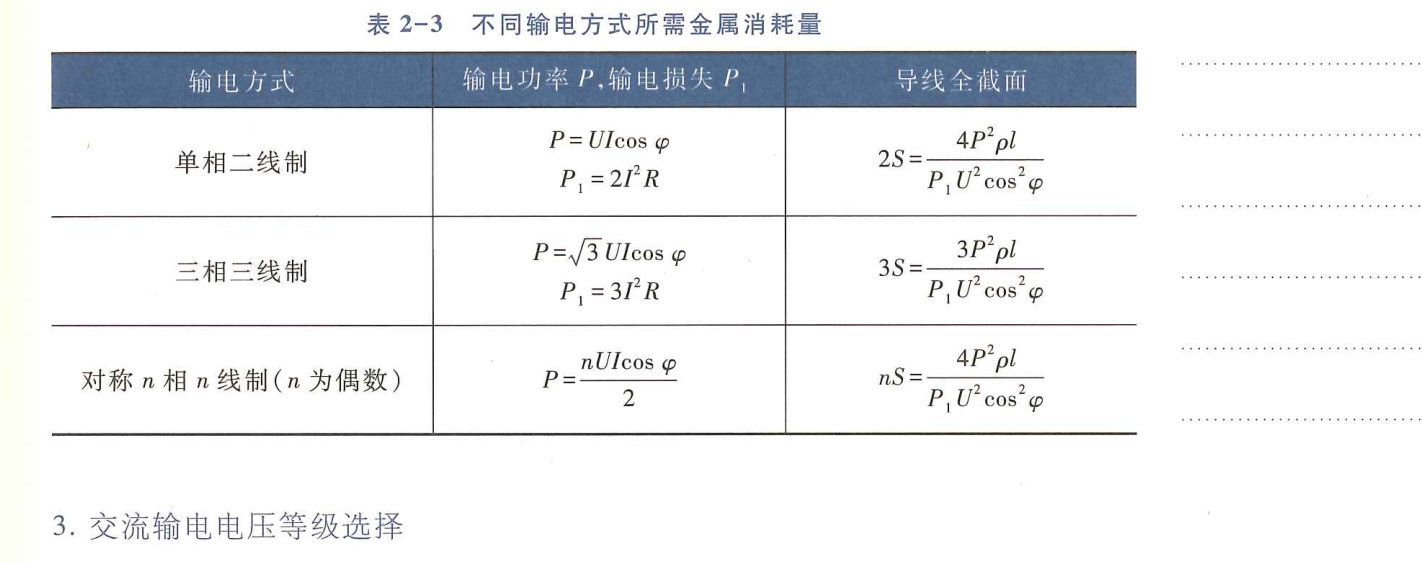 表 2-3 不同输电方式所需金属消耗量
输电方式 输电功率 P,输电损失 P₁ 导线全截面
单相二线制 P=UIcos φ P₁=2I²R 2S=4P²ρl/P₁U²cos²φ
三相三线制 P=√3UIcos φ P₁=3I²R 3S=3P²ρl/P₁U²cos²φ
对称 n 相 n 线制(n 为偶数) P=nUIcos φ/2 nS=4P²ρl/P₁U²cos²φ
3. 交流输电电压等级选择